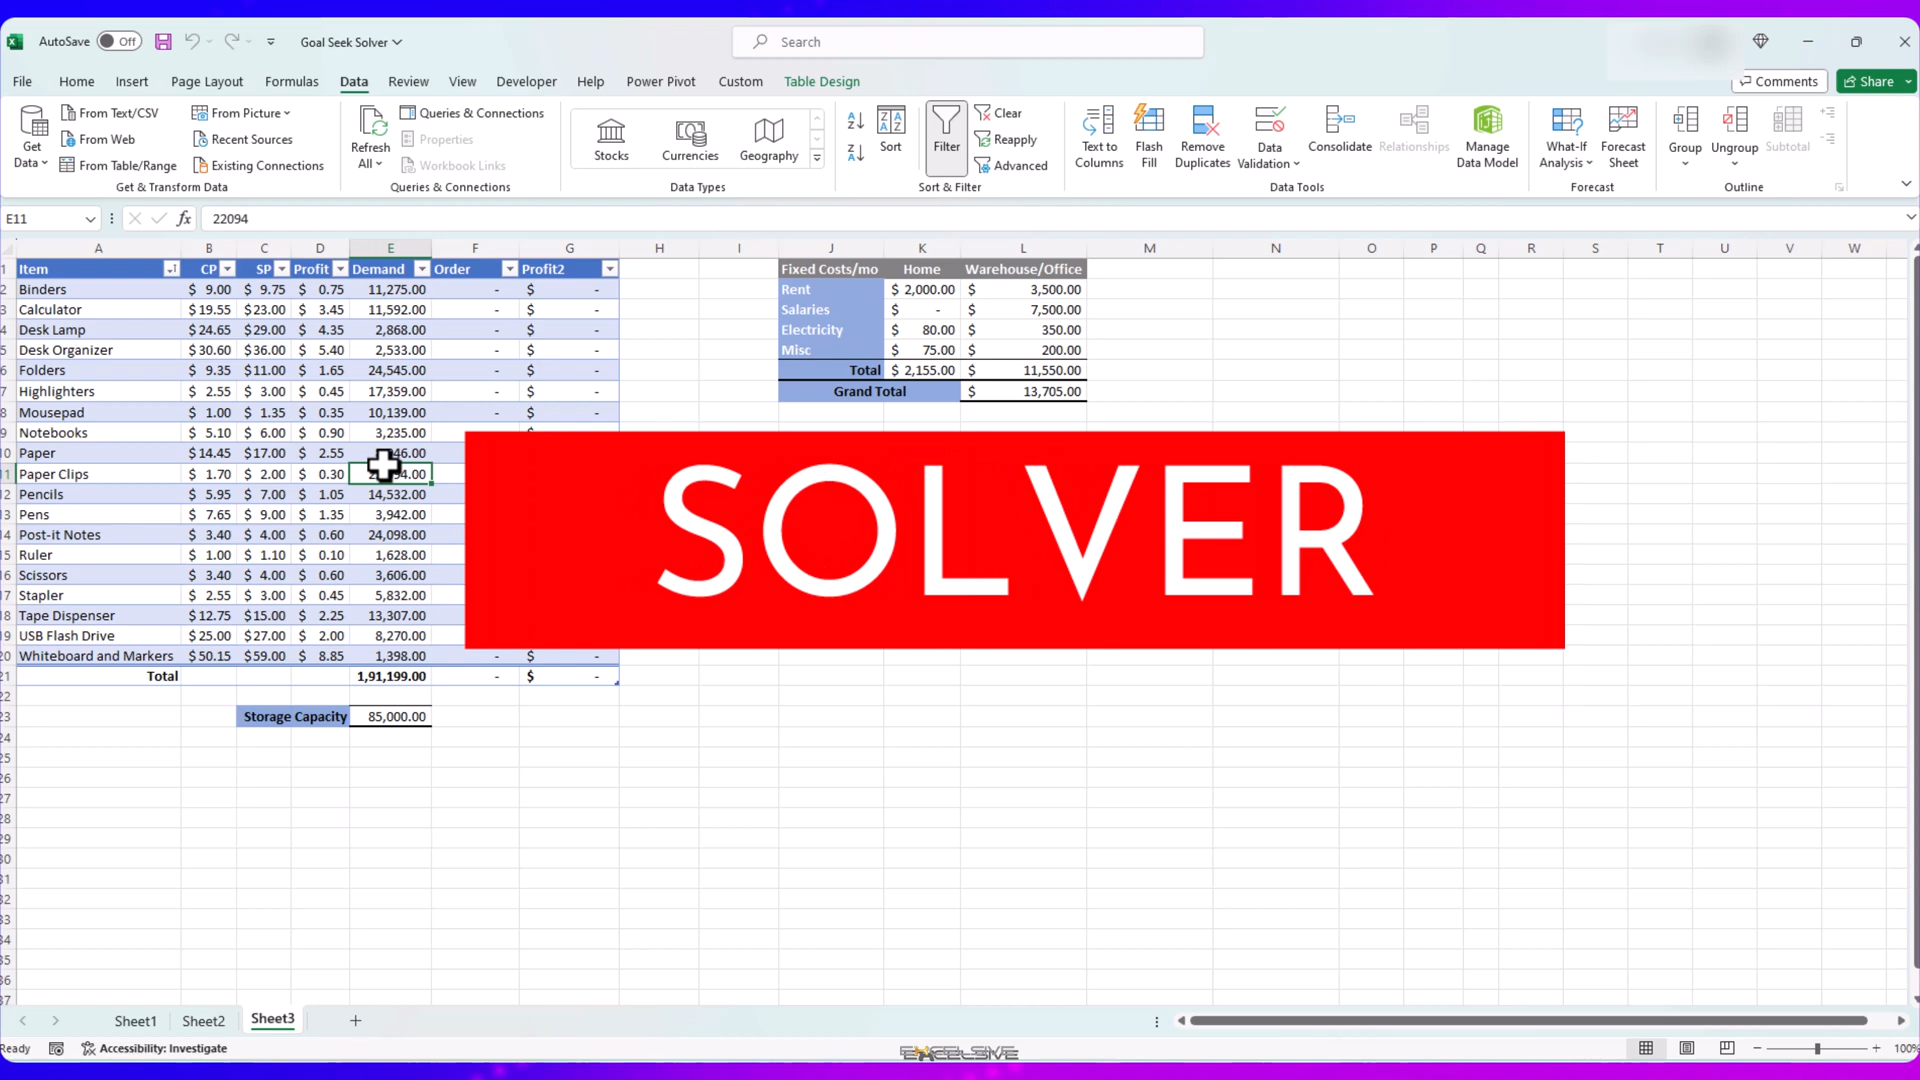 AutoSave Off Goal Seek Solver Search
File Home Insert Page Layout Formulas Data Review View Developer Help Power Pivot Custom Table Design Comments Share
Get Data
From Text/CSV
From Web
From Table/Range
From Picture
Recent Sources
Existing Connections
Get & Transform Data
Refresh All
Queries & Connections
Properties
Workbook Links
Queries & Connections
Stocks Currencies Geography
Data Types
Sort
Filter
Clear
Reapply
Advanced
Sort & Filter
Text to Columns
Flash Fill
Remove Duplicates
Data Validation
Consolidate
Relationships
Manage Data Model
Data Tools
What-If Analysis
Forecast Sheet
Forecast
Group
Ungroup
Subtotal
Outline
E11 fx 22094
A B C D E F G H I J K L M N O P Q R S T U V W
1 Item CP SP Profit Demand Order Profit2 Fixed Costs/mo Home Warehouse/Office
2 Binders $ 9.00 $ 9.75 $ 0.75 11,275.00 - $ - Rent $ 2,000.00 $ 3,500.00
3 Calculator $19.55 $23.00 $ 3.45 11,592.00 - $ - Salaries $ - $ 7,500.00
4 Desk Lamp $24.65 $29.00 $ 4.35 2,868.00 - $ - Electricity $ 80.00 $ 350.00
5 Desk Organizer $30.60 $36.00 $ 5.40 2,533.00 - $ - Misc $ 75.00 $ 200.00
6 Folders $ 9.35 $11.00 $ 1.65 24,545.00 - $ - Total $ 2,155.00 $ 11,550.00
7 Highlighters $ 2.55 $ 3.00 $ 0.45 17,359.00 - $ - Grand Total $ 13,705.00
8 Mousepad $ 1.00 $ 1.35 $ 0.35 10,139.00 - $ -
9 Notebooks $ 5.10 $ 6.00 $ 0.90 3,235.00
10 Paper $14.45 $17.00 $ 2.55
11 Paper Clips $ 1.70 $ 2.00 $ 0.30
12 Pencils $ 5.95 $ 7.00 $ 1.05 14,532.00
13 Pens $ 7.65 $ 9.00 $ 1.35 3,942.00
14 Post-it Notes $ 3.40 $ 4.00 $ 0.60 24,098.00
15 Ruler $ 1.00 $ 1.10 $ 0.10 1,628.00
16 Scissors $ 3.40 $ 4.00 $ 0.60 3,606.00
17 Stapler $ 2.55 $ 3.00 $ 0.45 5,832.00
18 Tape Dispenser $12.75 $15.00 $ 2.25 13,307.00
19 USB Flash Drive $25.00 $27.00 $ 2.00 8,270.00
20 Whiteboard and Markers $50.15 $59.00 $ 8.85 1,398.00 - $ -
SOLVER
21 Total 1,91,199.00 - $ -
22
23 Storage Capacity 85,000.00
24
25
26
27
28
29
30
31
32
33
34
35
36
37
Sheet1 Sheet2 Sheet3
Ready Accessibility: Investigate EXCELSIVE 100%